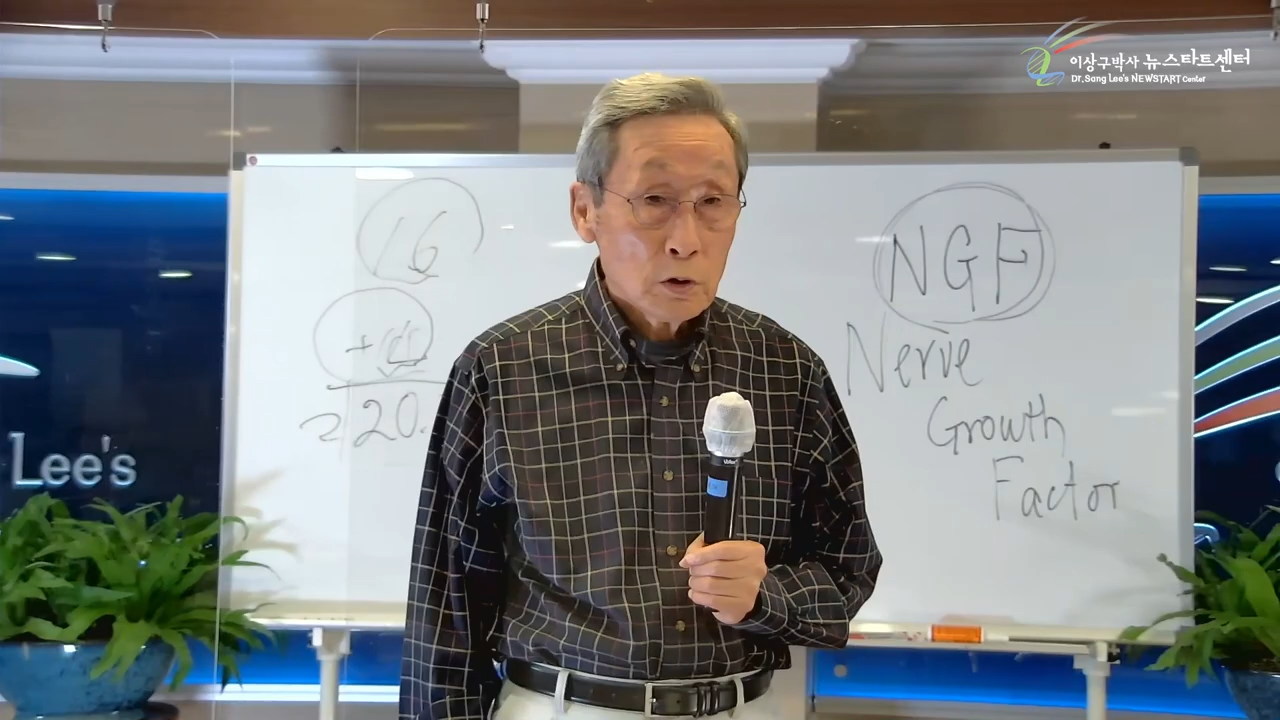 이상구박사 뉴스타트센터
Dr. Sang Lee's NEWSTART Center
16
20.
NGF
Nerve
Growth
Factor
Lee's